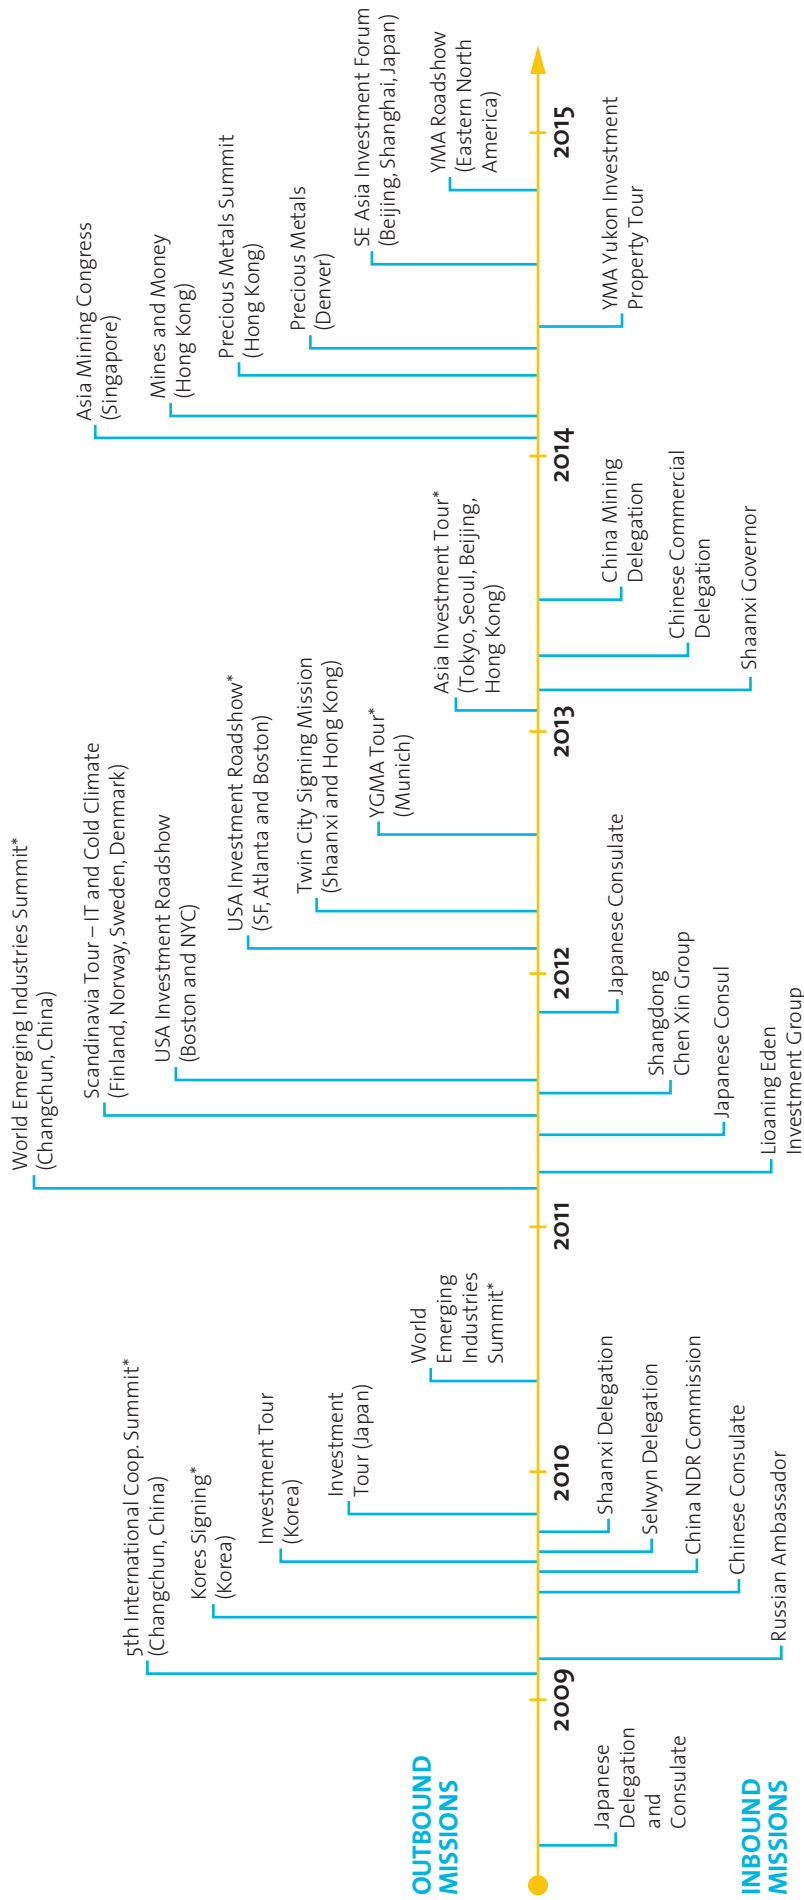 OUTBOUND
MISSIONS
5th International Coop. Summit*
(Changchun, China)
Kores Signing*
(Korea)
Investment Tour
(Korea)
Investment
Tour (Japan)
World
Emerging
Industries
Summit*
World Emerging Industries Summit*
(Changchun, China)
Scandinavia Tour – IT and Cold Climate
(Finland, Norway, Sweden, Denmark)
USA Investment Roadshow
(Boston and NYC)
USA Investment Roadshow*
(SF, Atlanta and Boston)
Twin City Signing Mission
(Shaanxi and Hong Kong)
YGMA Tour*
(Munich)
Asia Investment Tour*
(Tokyo, Seoul, Beijing,
Hong Kong)
Asia Mining Congress
(Singapore)
Mines and Money
(Hong Kong)
Precious Metals Summit
(Hong Kong)
Precious Metals
(Denver)
SE Asia Investment Forum
(Beijing, Shanghai, Japan)
YMA Roadshow
(Eastern North
America)
2009
2010
2011
2012
2013
2014
2015
INBOUND
MISSIONS
Japanese
Delegation
and
Consulate
Russian Ambassador
Chinese Consulate
China NDR Commission
Selwyn Delegation
Shaanxi Delegation
Lioaning Eden
Investment Group
Japanese Consul
Shangdong
Chen Xin Group
Japanese Consulate
Shaanxi Governor
Chinese Commercial
Delegation
China Mining
Delegation
YMA Yukon Investment
Property Tour